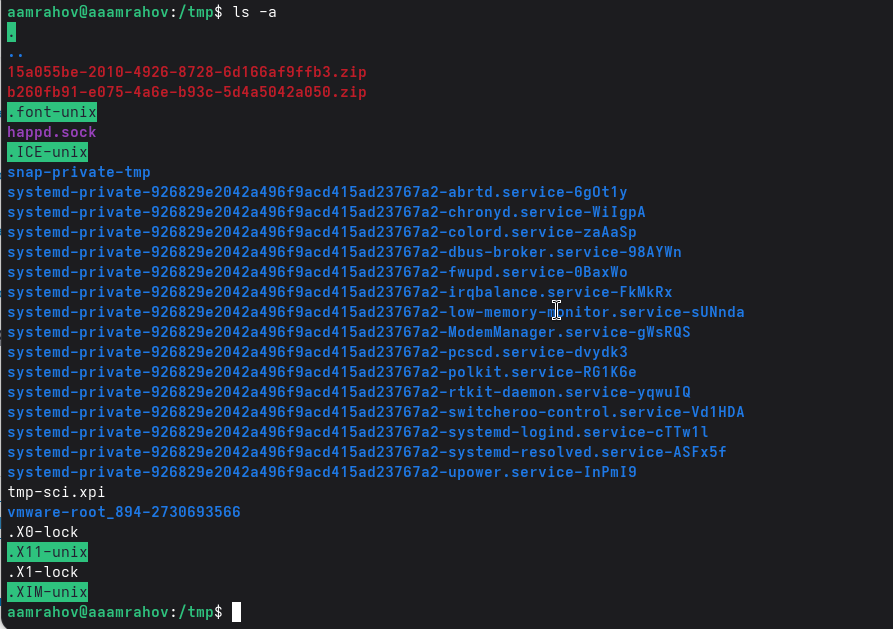 aamrahov@aaamrahov:/tmp$ ls -a
.
..
15a055be-2010-4926-8728-6d166af9ffb3.zip
b260fb91-e075-4a6e-b93c-5d4a5042a050.zip
.font-unix
happd.sock
.ICE-unix
snap-private-tmp
systemd-private-926829e2042a496f9acd415ad23767a2-abrtd.service-6gOt1y
systemd-private-926829e2042a496f9acd415ad23767a2-chronyd.service-WiIgpA
systemd-private-926829e2042a496f9acd415ad23767a2-colord.service-zaAaSp
systemd-private-926829e2042a496f9acd415ad23767a2-dbus-broker.service-98AYWn
systemd-private-926829e2042a496f9acd415ad23767a2-fwupd.service-0BaxWo
systemd-private-926829e2042a496f9acd415ad23767a2-irqbalance.service-FkMkRx
systemd-private-926829e2042a496f9acd415ad23767a2-low-memory-monitor.service-sUNnda
systemd-private-926829e2042a496f9acd415ad23767a2-ModemManager.service-gWsRQS
systemd-private-926829e2042a496f9acd415ad23767a2-pcscd.service-dvydk3
systemd-private-926829e2042a496f9acd415ad23767a2-polkit.service-RG1K6e
systemd-private-926829e2042a496f9acd415ad23767a2-rtkit-daemon.service-yqwuIQ
systemd-private-926829e2042a496f9acd415ad23767a2-switcheroo-control.service-Vd1HDA
systemd-private-926829e2042a496f9acd415ad23767a2-systemd-logind.service-cTTw1l
systemd-private-926829e2042a496f9acd415ad23767a2-systemd-resolved.service-ASFx5f
systemd-private-926829e2042a496f9acd415ad23767a2-upower.service-InPmI9
tmp-sci.xpi
vmware-root_894-2730693566
.X0-lock
.X11-unix
.X1-lock
.XIM-unix
aamrahov@aaamrahov:/tmp$